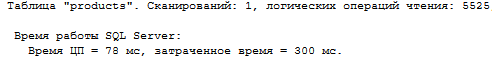 Таблица "products". Сканирований: 1, логических операций чтения: 5525
Время работы SQL Server:
Время ЦП = 78 мс, затраченное время = 300 мс.